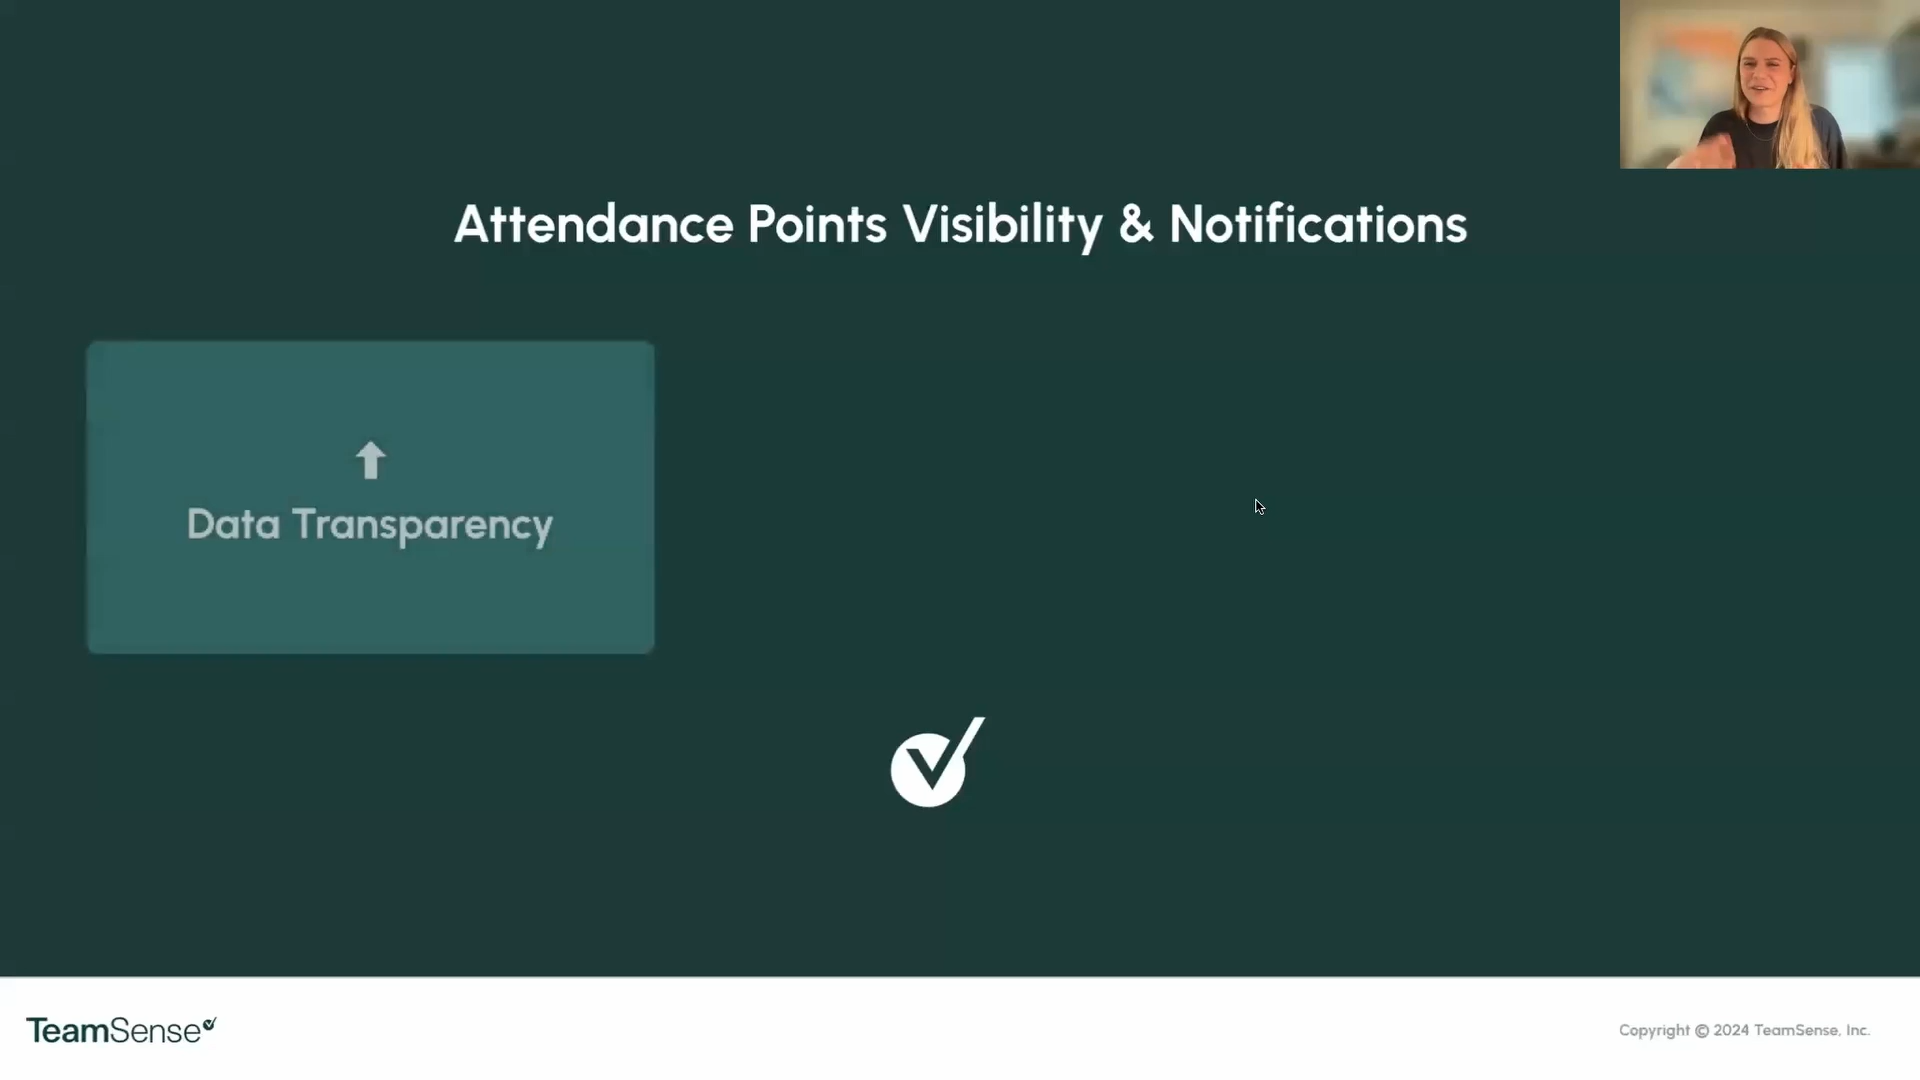 Attendance Points Visibility & Notifications
Data Transparency
TeamSense
Copyright © 2024 TeamSense, Inc.